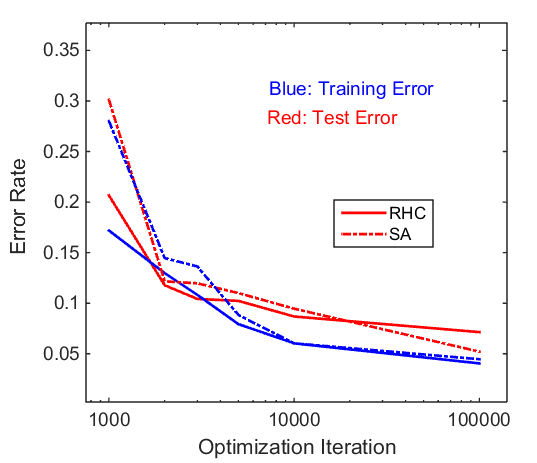 0.35
0.3
0.25
0.2
0.15
0.1
0.05
Error Rate
Blue: Training Error
Red: Test Error
RHC
SA
1000
10000
100000
Optimization Iteration